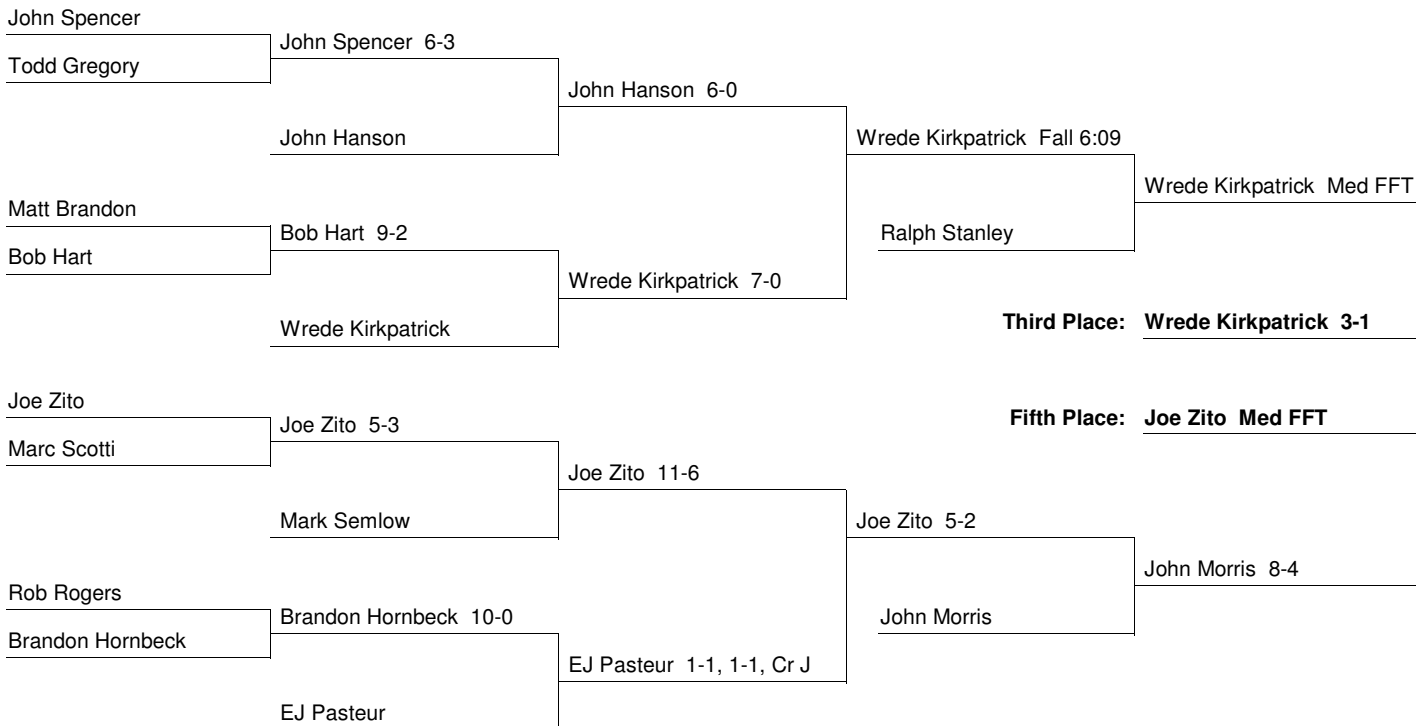 John Spencer
John Spencer 6-3
Todd Gregory
John Hanson 6-0
John Hanson
Wrede Kirkpatrick Fall 6:09
Wrede Kirkpatrick Med FFT
Matt Brandon
Bob Hart 9-2
Ralph Stanley
Bob Hart
Wrede Kirkpatrick 7-0
Wrede Kirkpatrick
Third Place: Wrede Kirkpatrick 3-1
Joe Zito
Joe Zito 5-3
Fifth Place: Joe Zito Med FFT
Marc Scotti
Joe Zito 11-6
Mark Semlow
Joe Zito 5-2
John Morris 8-4
Rob Rogers
Brandon Hornbeck 10-0
John Morris
Brandon Hornbeck
EJ Pasteur 1-1, 1-1, Cr J
EJ Pasteur